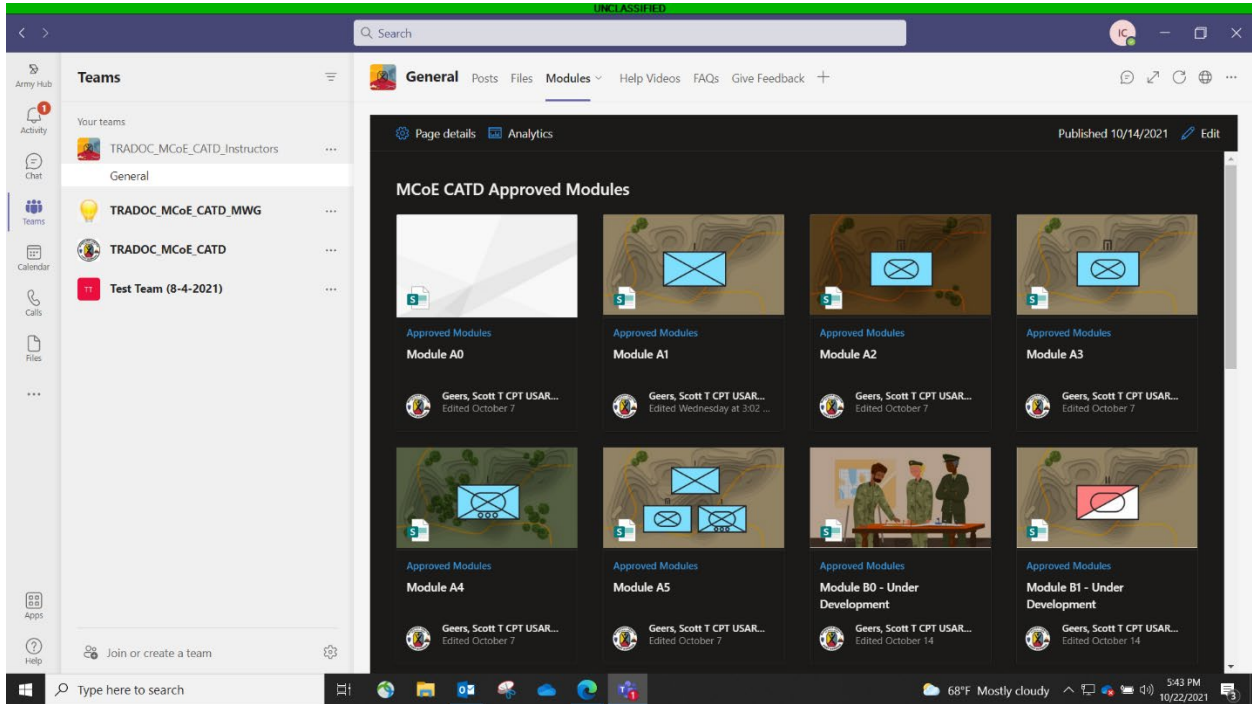 UNCLASSIFIED
Search
IC
Army Hub
Activity
1
Chat
Teams
Calendar
Calls
Files
Apps
Help
Teams
Your teams
TRADOC_MCoE_CATD_Instructors
General
TRADOC_MCoE_CATD_MWG
TRADOC_MCoE_CATD
TT
Test Team (8-4-2021)
Join or create a team
General Posts Files Modules Help Videos FAQs Give Feedback
Page details Analytics Published 10/14/2021 Edit
MCoE CATD Approved Modules
Approved Modules
Module A0
Geers, Scott T CPT USAR...
Edited October 7
Approved Modules
Module A1
Geers, Scott T CPT USAR...
Edited Wednesday at 3:02 ...
Approved Modules
Module A2
Geers, Scott T CPT USAR...
Edited October 7
Approved Modules
Module A3
Geers, Scott T CPT USAR...
Edited October 7
Approved Modules
Module A4
Geers, Scott T CPT USAR...
Edited October 7
Approved Modules
Module A5
Geers, Scott T CPT USAR...
Edited October 7
Approved Modules
Module B0 - Under
Development
Geers, Scott T CPT USAR...
Edited October 14
Approved Modules
Module B1 - Under
Development
Geers, Scott T CPT USAR...
Edited October 14
Type here to search
68°F Mostly cloudy
5:43 PM
10/22/2021
3